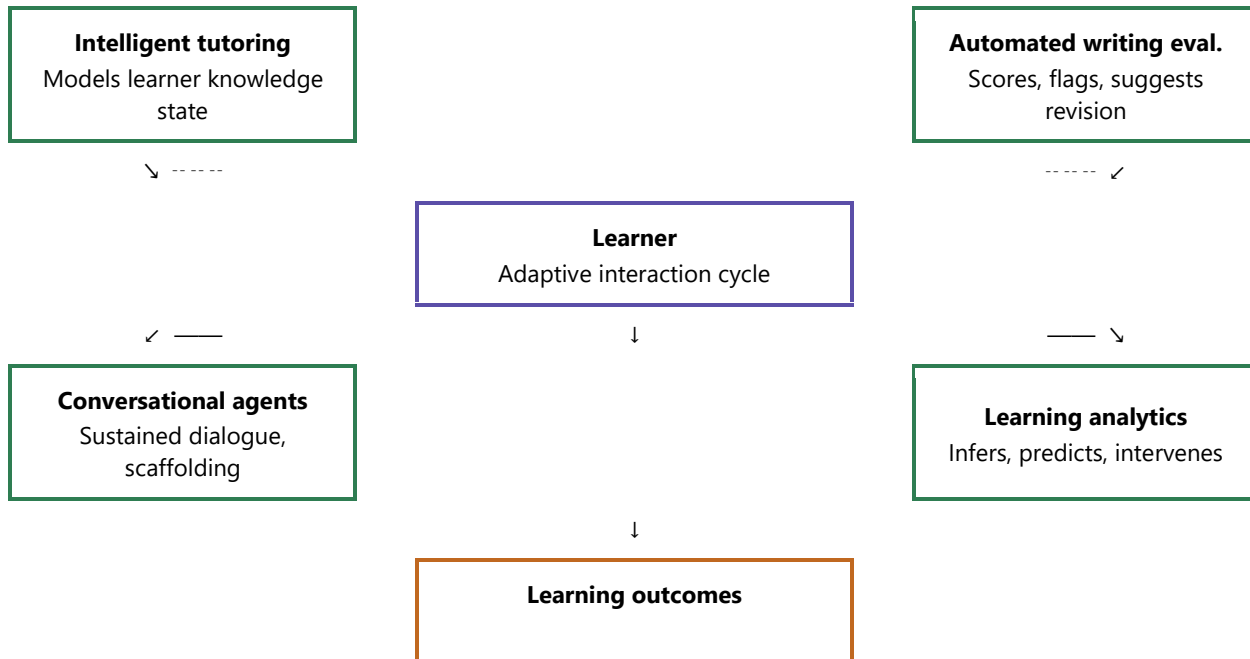 Intelligent tutoring
Models learner knowledge
state
Automated writing eval.
Scores, flags, suggests
revision
↘ -- -- --
-- -- -- ↙
Learner
Adaptive interaction cycle
↙ ——
↓
—— ↘
Conversational agents
Sustained dialogue,
scaffolding
Learning analytics
Infers, predicts, intervenes
↓
Learning outcomes